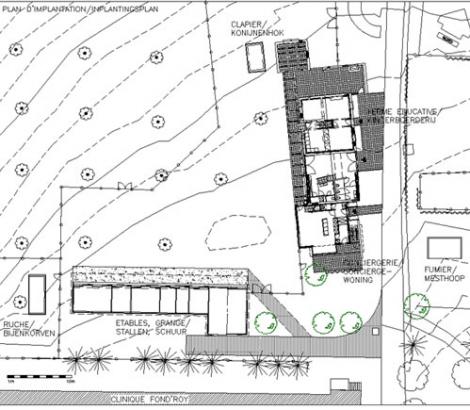 PLAN D'IMPLANTATION/INPLANTINGSPLAN
CLAPIER/
KONIJNENHOK
FERME EDUCATIVE/
KINTERBOERDERIJ
CONCIERGERIE/
CONCIERGE-
WONING
FUMIER/
MESTHOOP
RUCHE/
BIJENKORVEN
ETABLES, GRANGE/
STALLEN, SCHUUR
CLINIQUE FOND'ROY